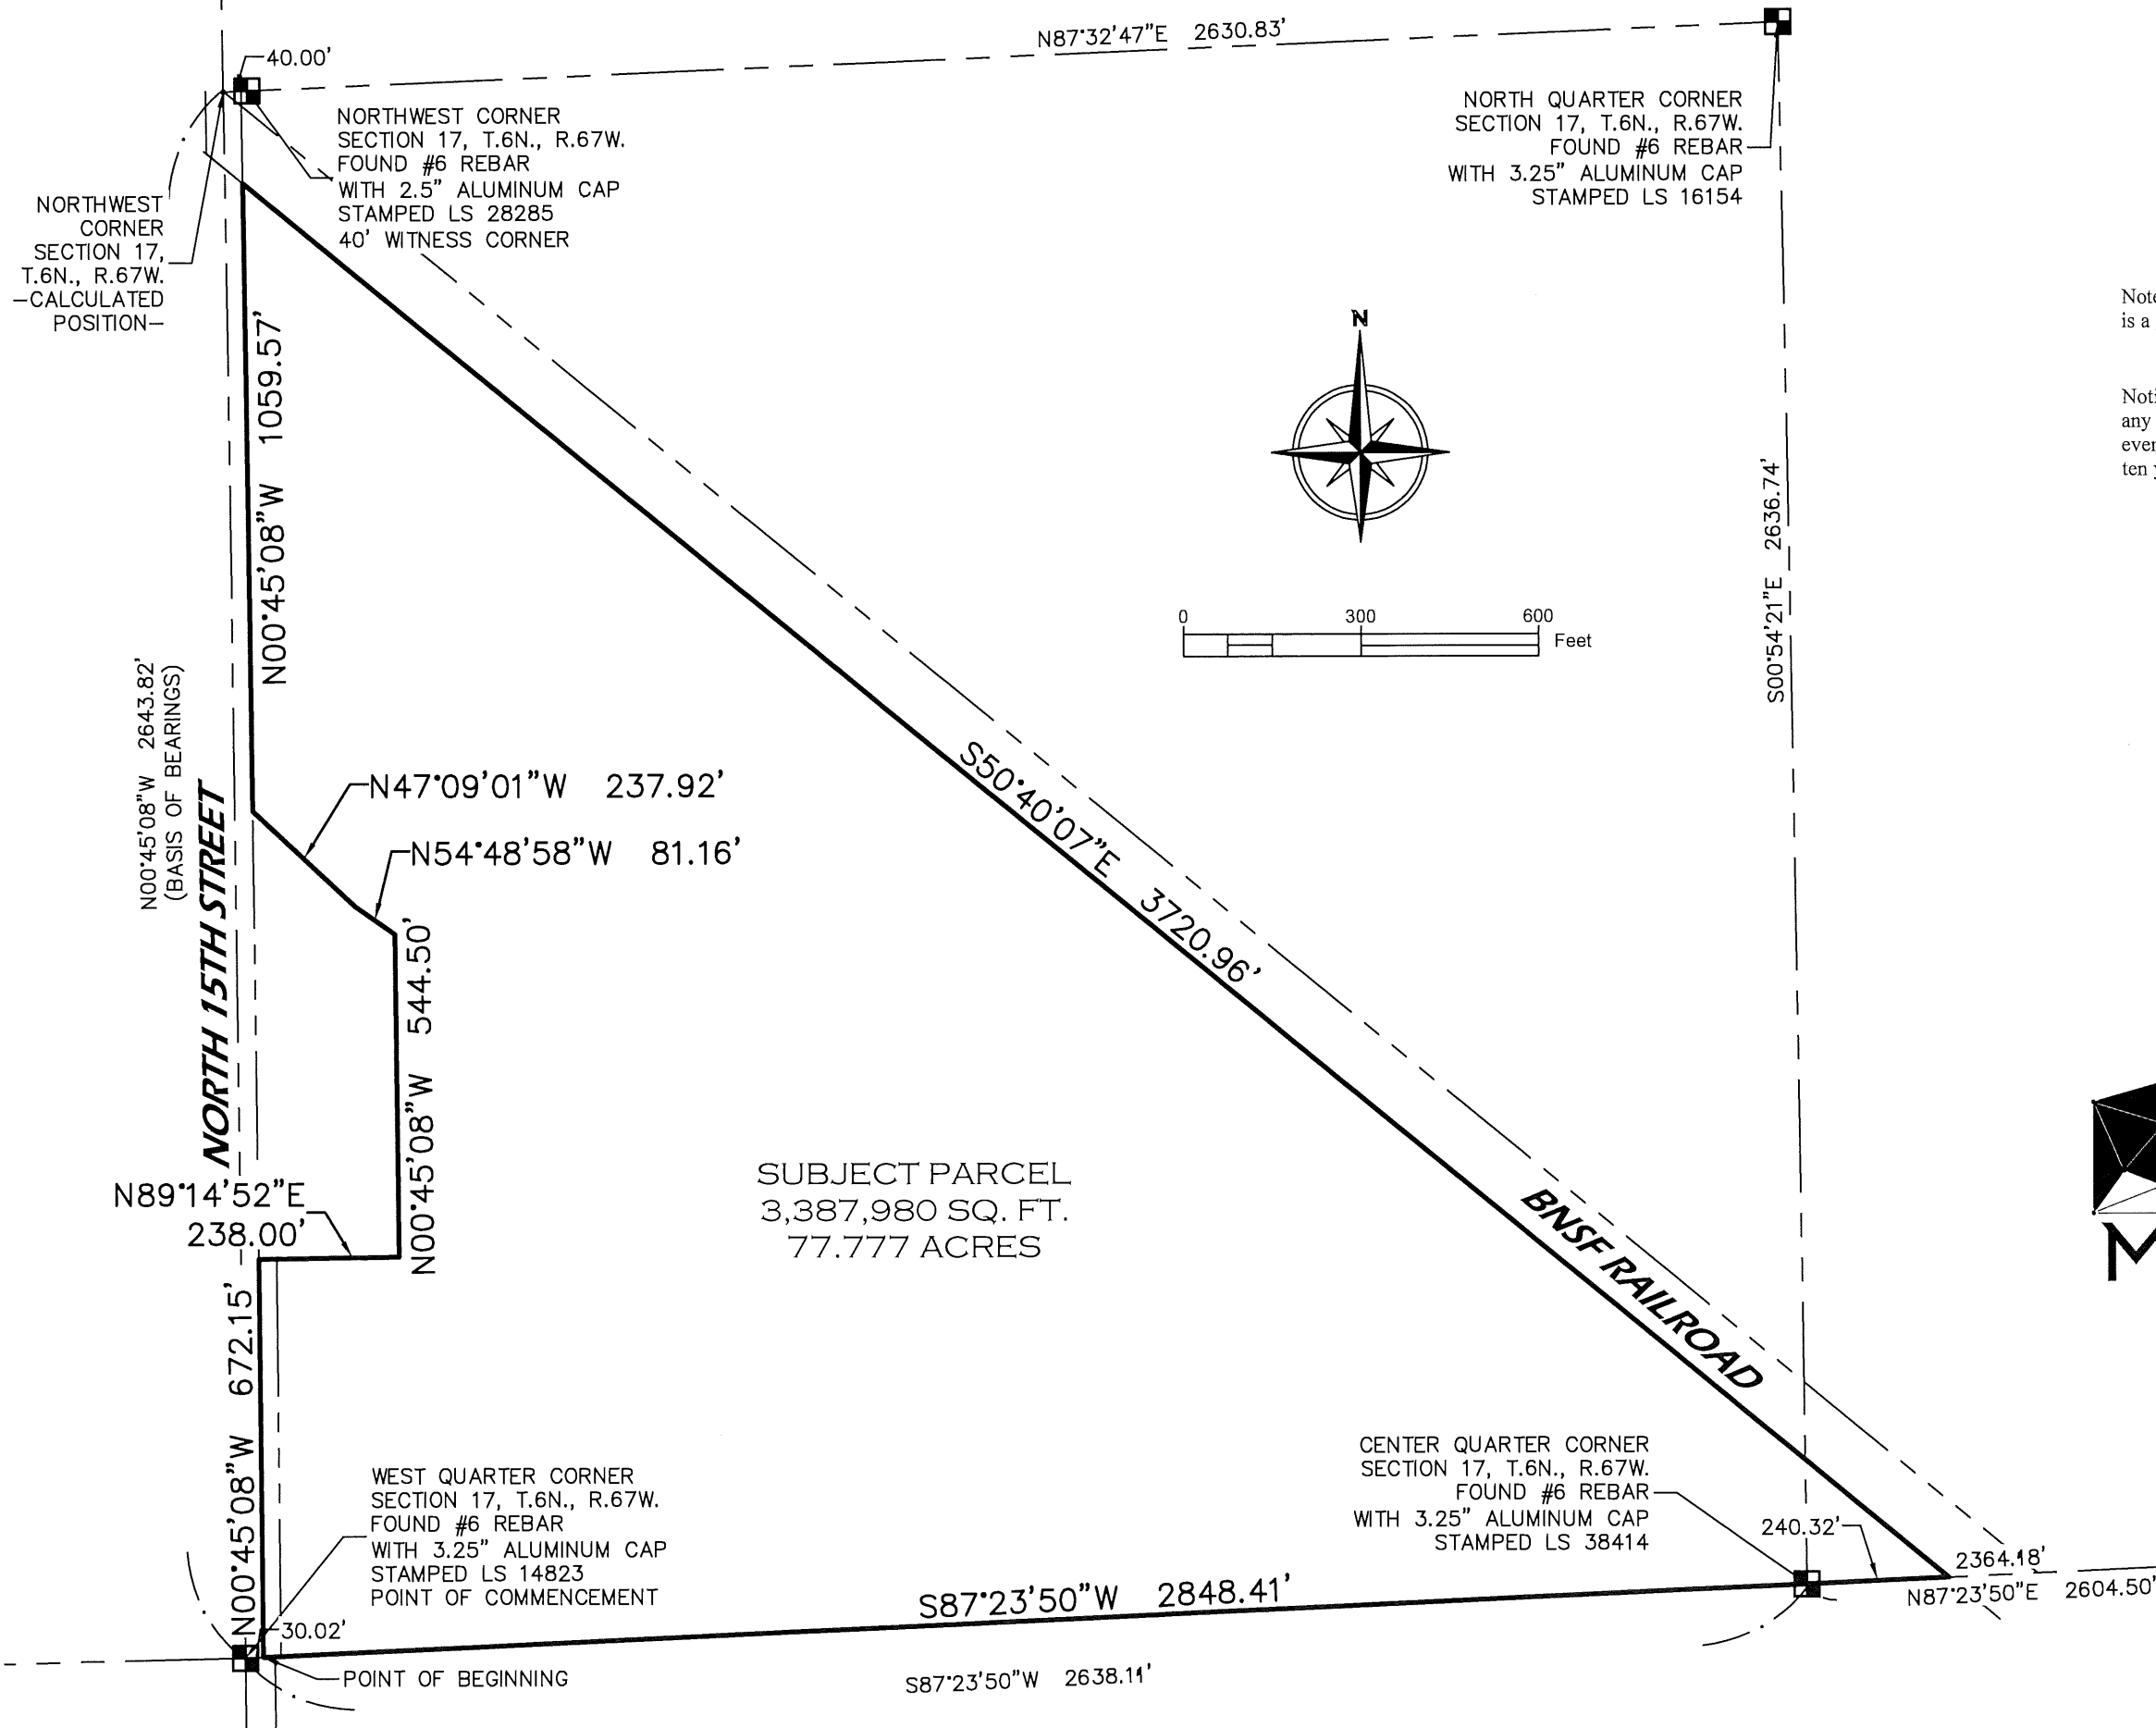 N87°32'47"E 2630.83'
40.00'
NORTHWEST CORNER
SECTION 17, T.6N., R.67W.
FOUND #6 REBAR
WITH 2.5" ALUMINUM CAP
STAMPED LS 28285
40' WITNESS CORNER
NORTH QUARTER CORNER
SECTION 17, T.6N., R.67W.
FOUND #6 REBAR
WITH 3.25" ALUMINUM CAP
STAMPED LS 16154
NORTHWEST
CORNER
SECTION 17,
T.6N., R.67W.
-CALCULATED
POSITION-
Note
is a
Noti
any
even
ten y
N
0 300 600
Feet
N00°45'08"W 1059.57'
S00°54'21"E 2636.74'
N00°45'08"W 2643.82'
(BASIS OF BEARINGS)
NORTH 15TH STREET
N47°09'01"W 237.92'
N54°48'58"W 81.16'
S50°40'07"E 3720.96'
N00°45'08"W 544.50'
N89°14'52"E
238.00'
SUBJECT PARCEL
3,387,980 SQ. FT.
77.777 ACRES
BNSF RAILROAD
M
N00°45'08"W 672.15'
WEST QUARTER CORNER
SECTION 17, T.6N., R.67W.
FOUND #6 REBAR
WITH 3.25" ALUMINUM CAP
STAMPED LS 14823
POINT OF COMMENCEMENT
CENTER QUARTER CORNER
SECTION 17, T.6N., R.67W.
FOUND #6 REBAR
WITH 3.25" ALUMINUM CAP
STAMPED LS 38414
240.32'
2364.18'
N87°23'50"E 2604.50'
S87°23'50"W 2848.41'
30.02'
POINT OF BEGINNING
S87°23'50"W 2638.11'